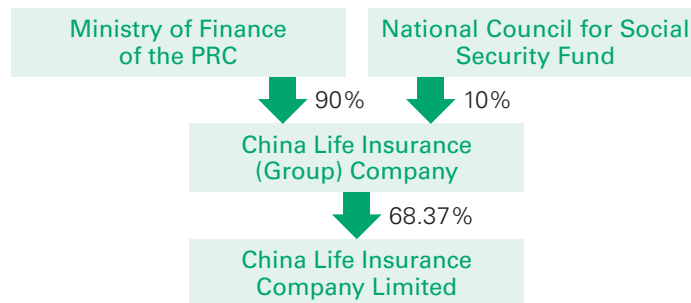 Ministry of Finance
of the PRC
National Council for Social
Security Fund
90%
10%
China Life Insurance
(Group) Company
68.37%
China Life Insurance
Company Limited